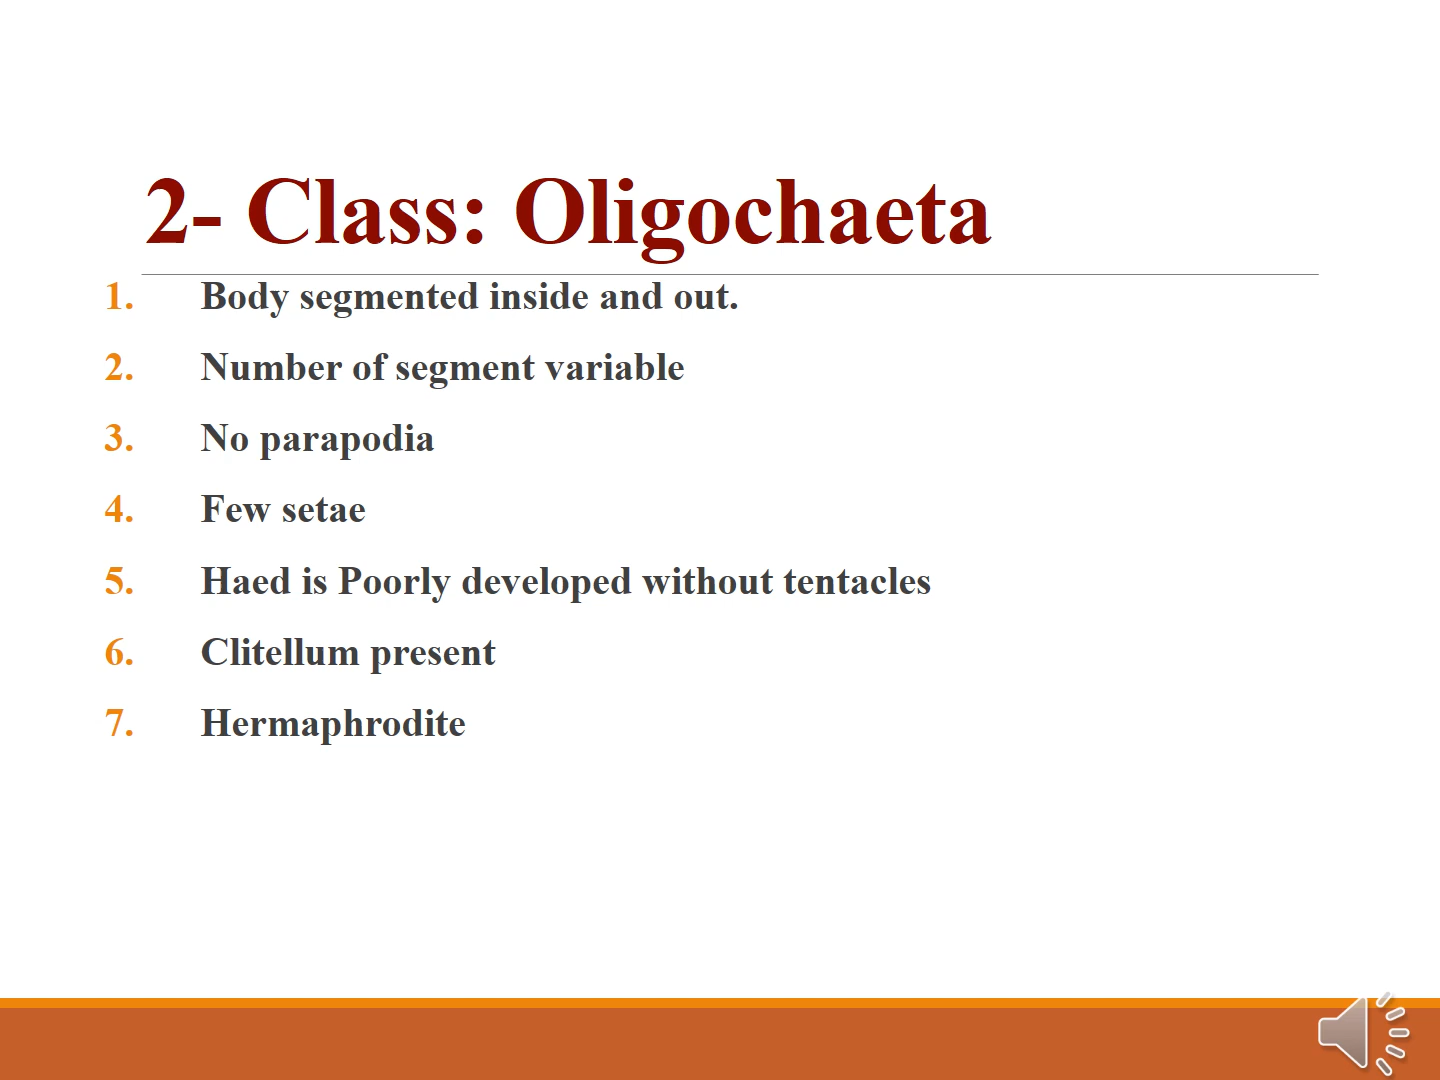 2- Class: Oligochaeta
1. Body segmented inside and out.
2. Number of segment variable
3. No parapodia
4. Few setae
5. Haed is Poorly developed without tentacles
6. Clitellum present
7. Hermaphrodite